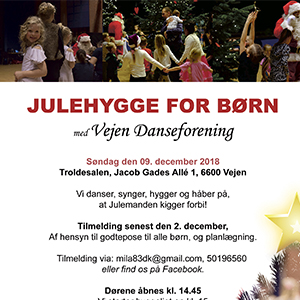 JULEHYGGE FOR BØRN
med Vejen Danseforening
Søndag den 09. december 2018
Troldesalen, Jacob Gades Allé 1, 6600 Vejen
Vi danser, synger, hygger og håber på,
at Julemanden kigger forbi!
Tilmelding senest den 2. december,
Af hensyn til godtepose til alle børn, og planlægning.
Tilmelding via: mila83dk@gmail.com, 50196560
eller find os på Facebook.
Dørene åbnes kl. 14.45